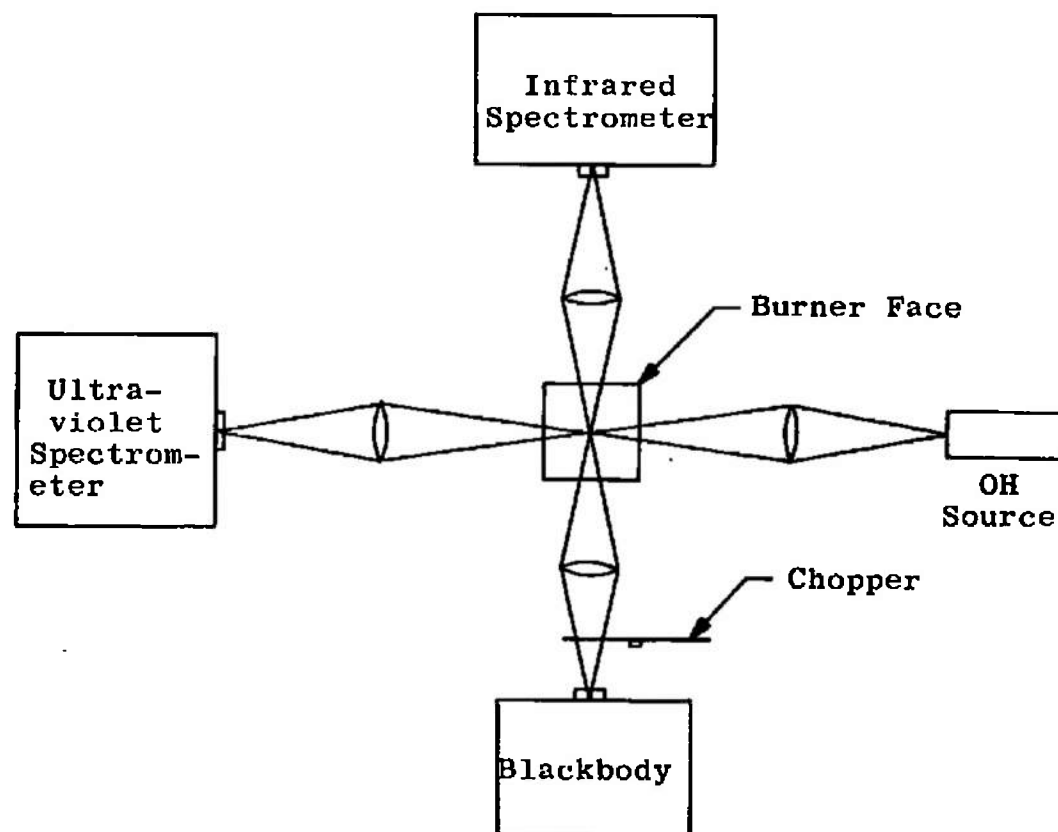 Infrared
Spectrometer
Burner Face
Ultra-
violet
Spectrom-
eter
OH
Source
Chopper
Blackbody